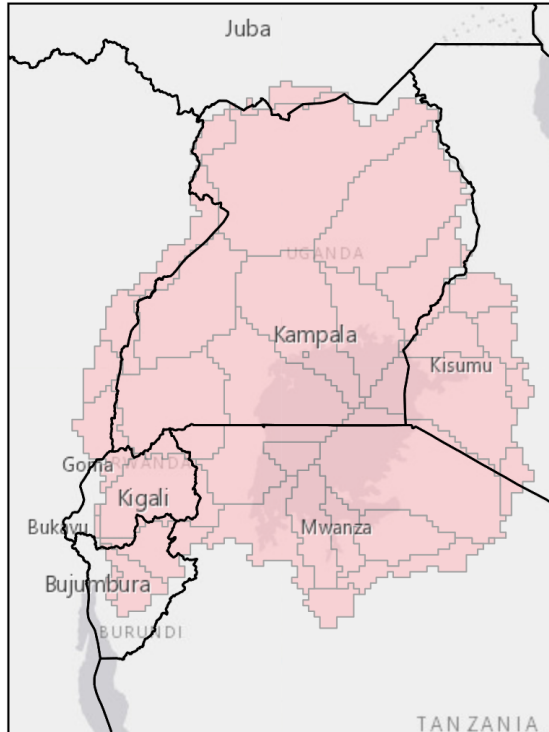 Juba
UGANDA
Kampala
Kisumu
Goma
RWANDA
Kigali
Bukavu
Mwanza
Bujumbura
BURUNDI
TANZANIA